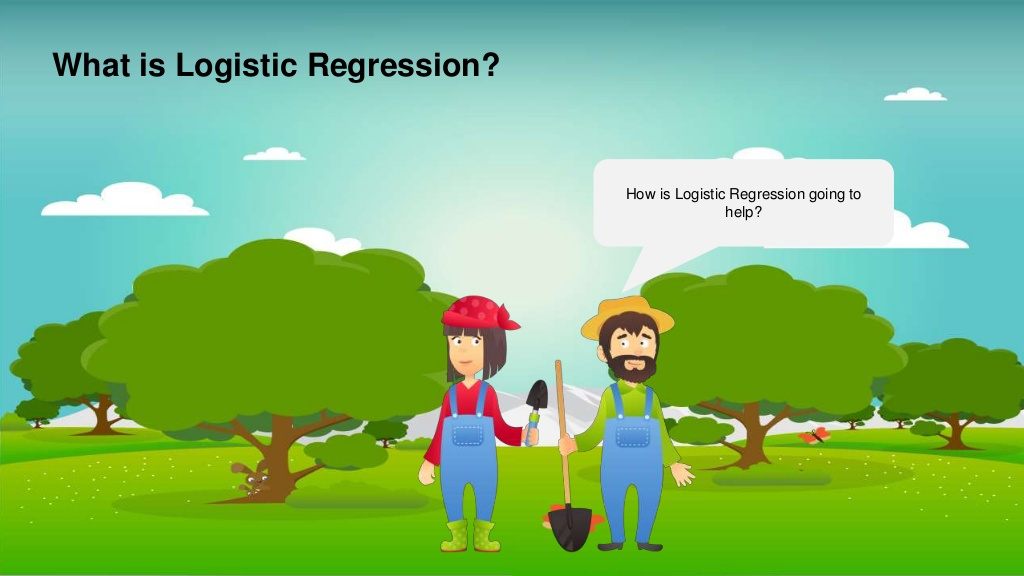 What is Logistic Regression?
How is Logistic Regression going to
help?